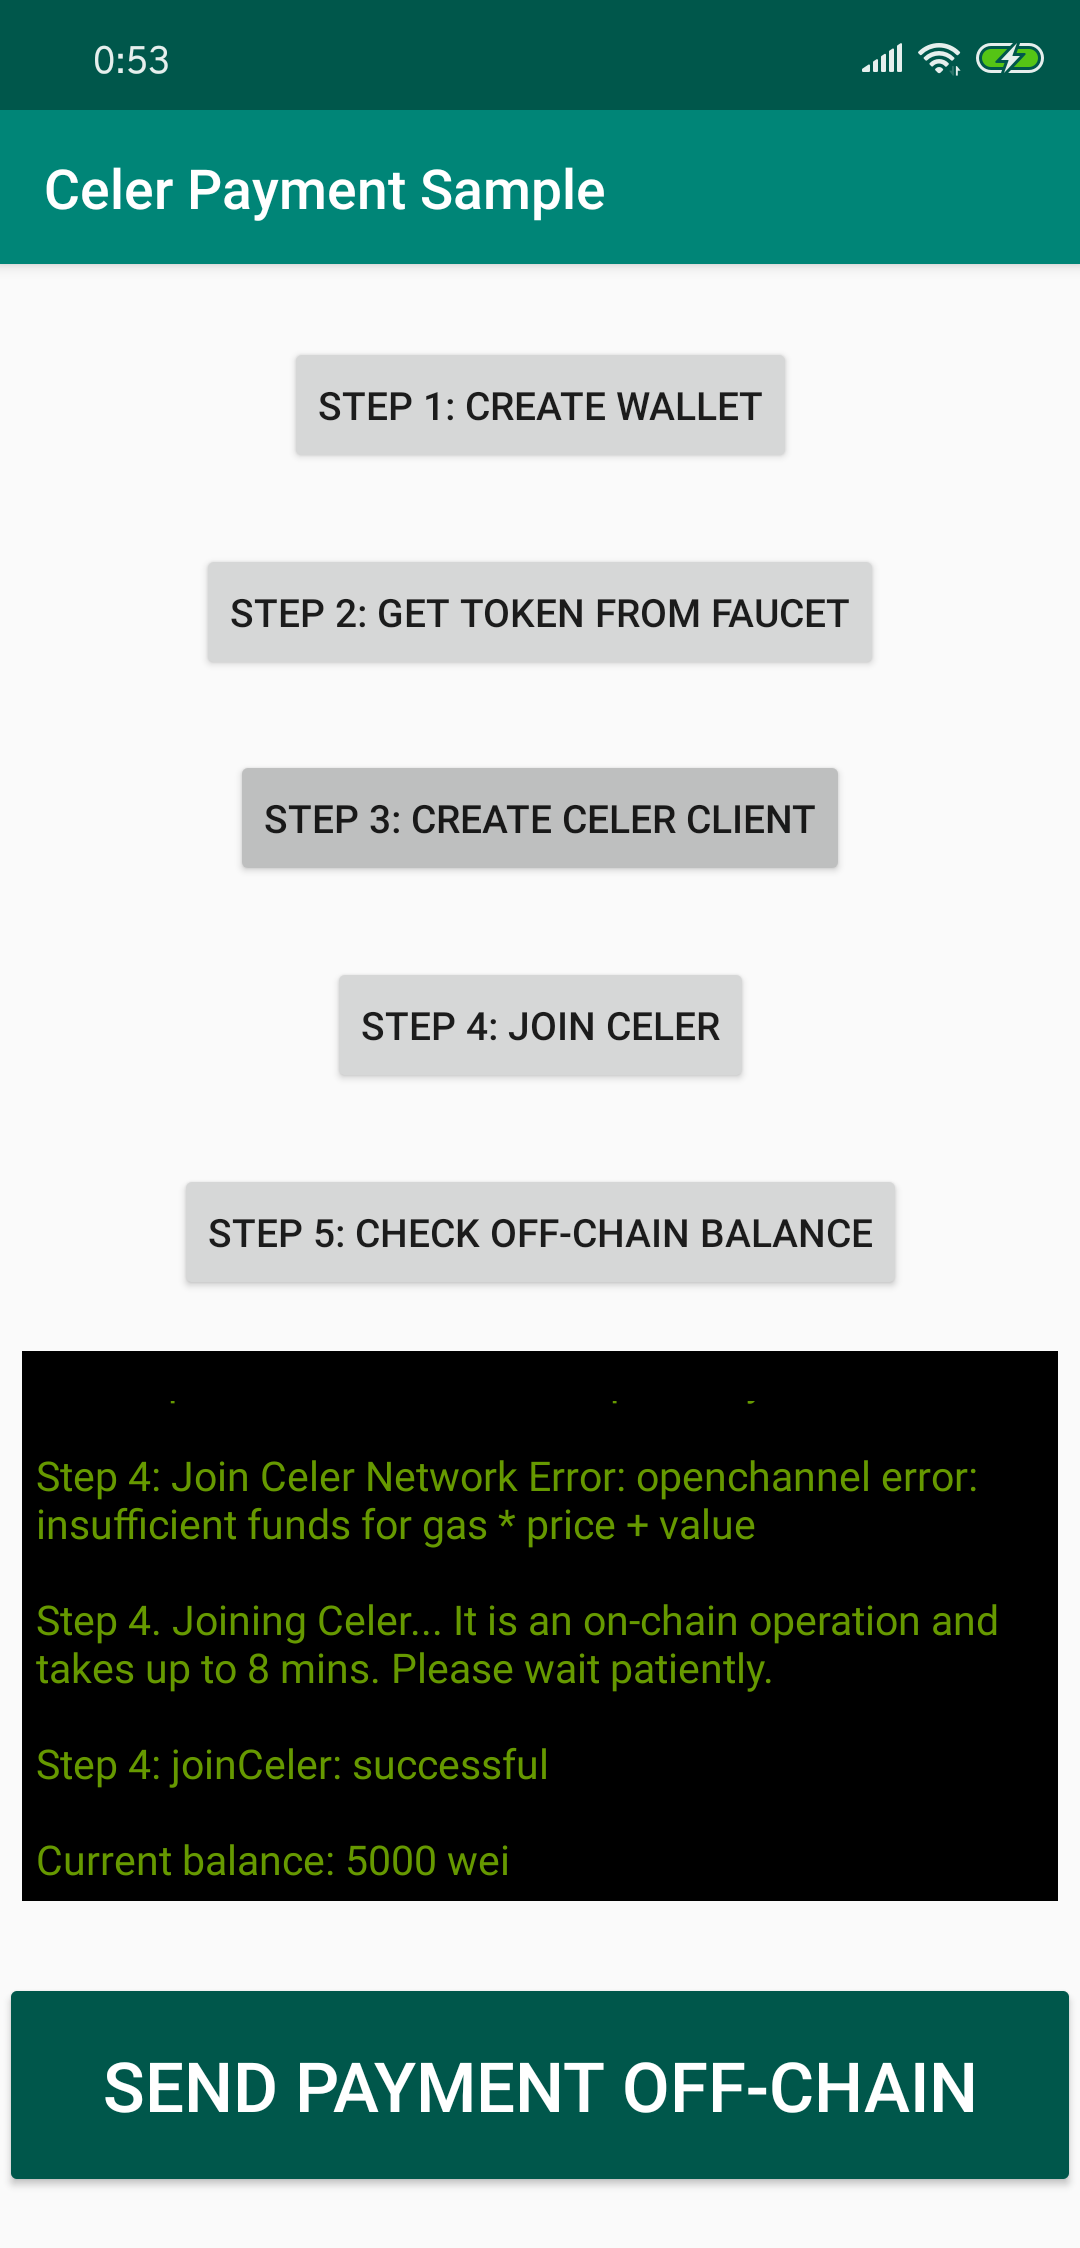 0:53
Celer Payment Sample
STEP 1: CREATE WALLET
STEP 2: GET TOKEN FROM FAUCET
STEP 3: CREATE CELER CLIENT
STEP 4: JOIN CELER
STEP 5: CHECK OFF-CHAIN BALANCE
Step 4: Join Celer Network Error: openchannel error:
insufficient funds for gas * price + value
Step 4. Joining Celer... It is an on-chain operation and
takes up to 8 mins. Please wait patiently.
Step 4: joinCeler: successful
Current balance: 5000 wei
SEND PAYMENT OFF-CHAIN